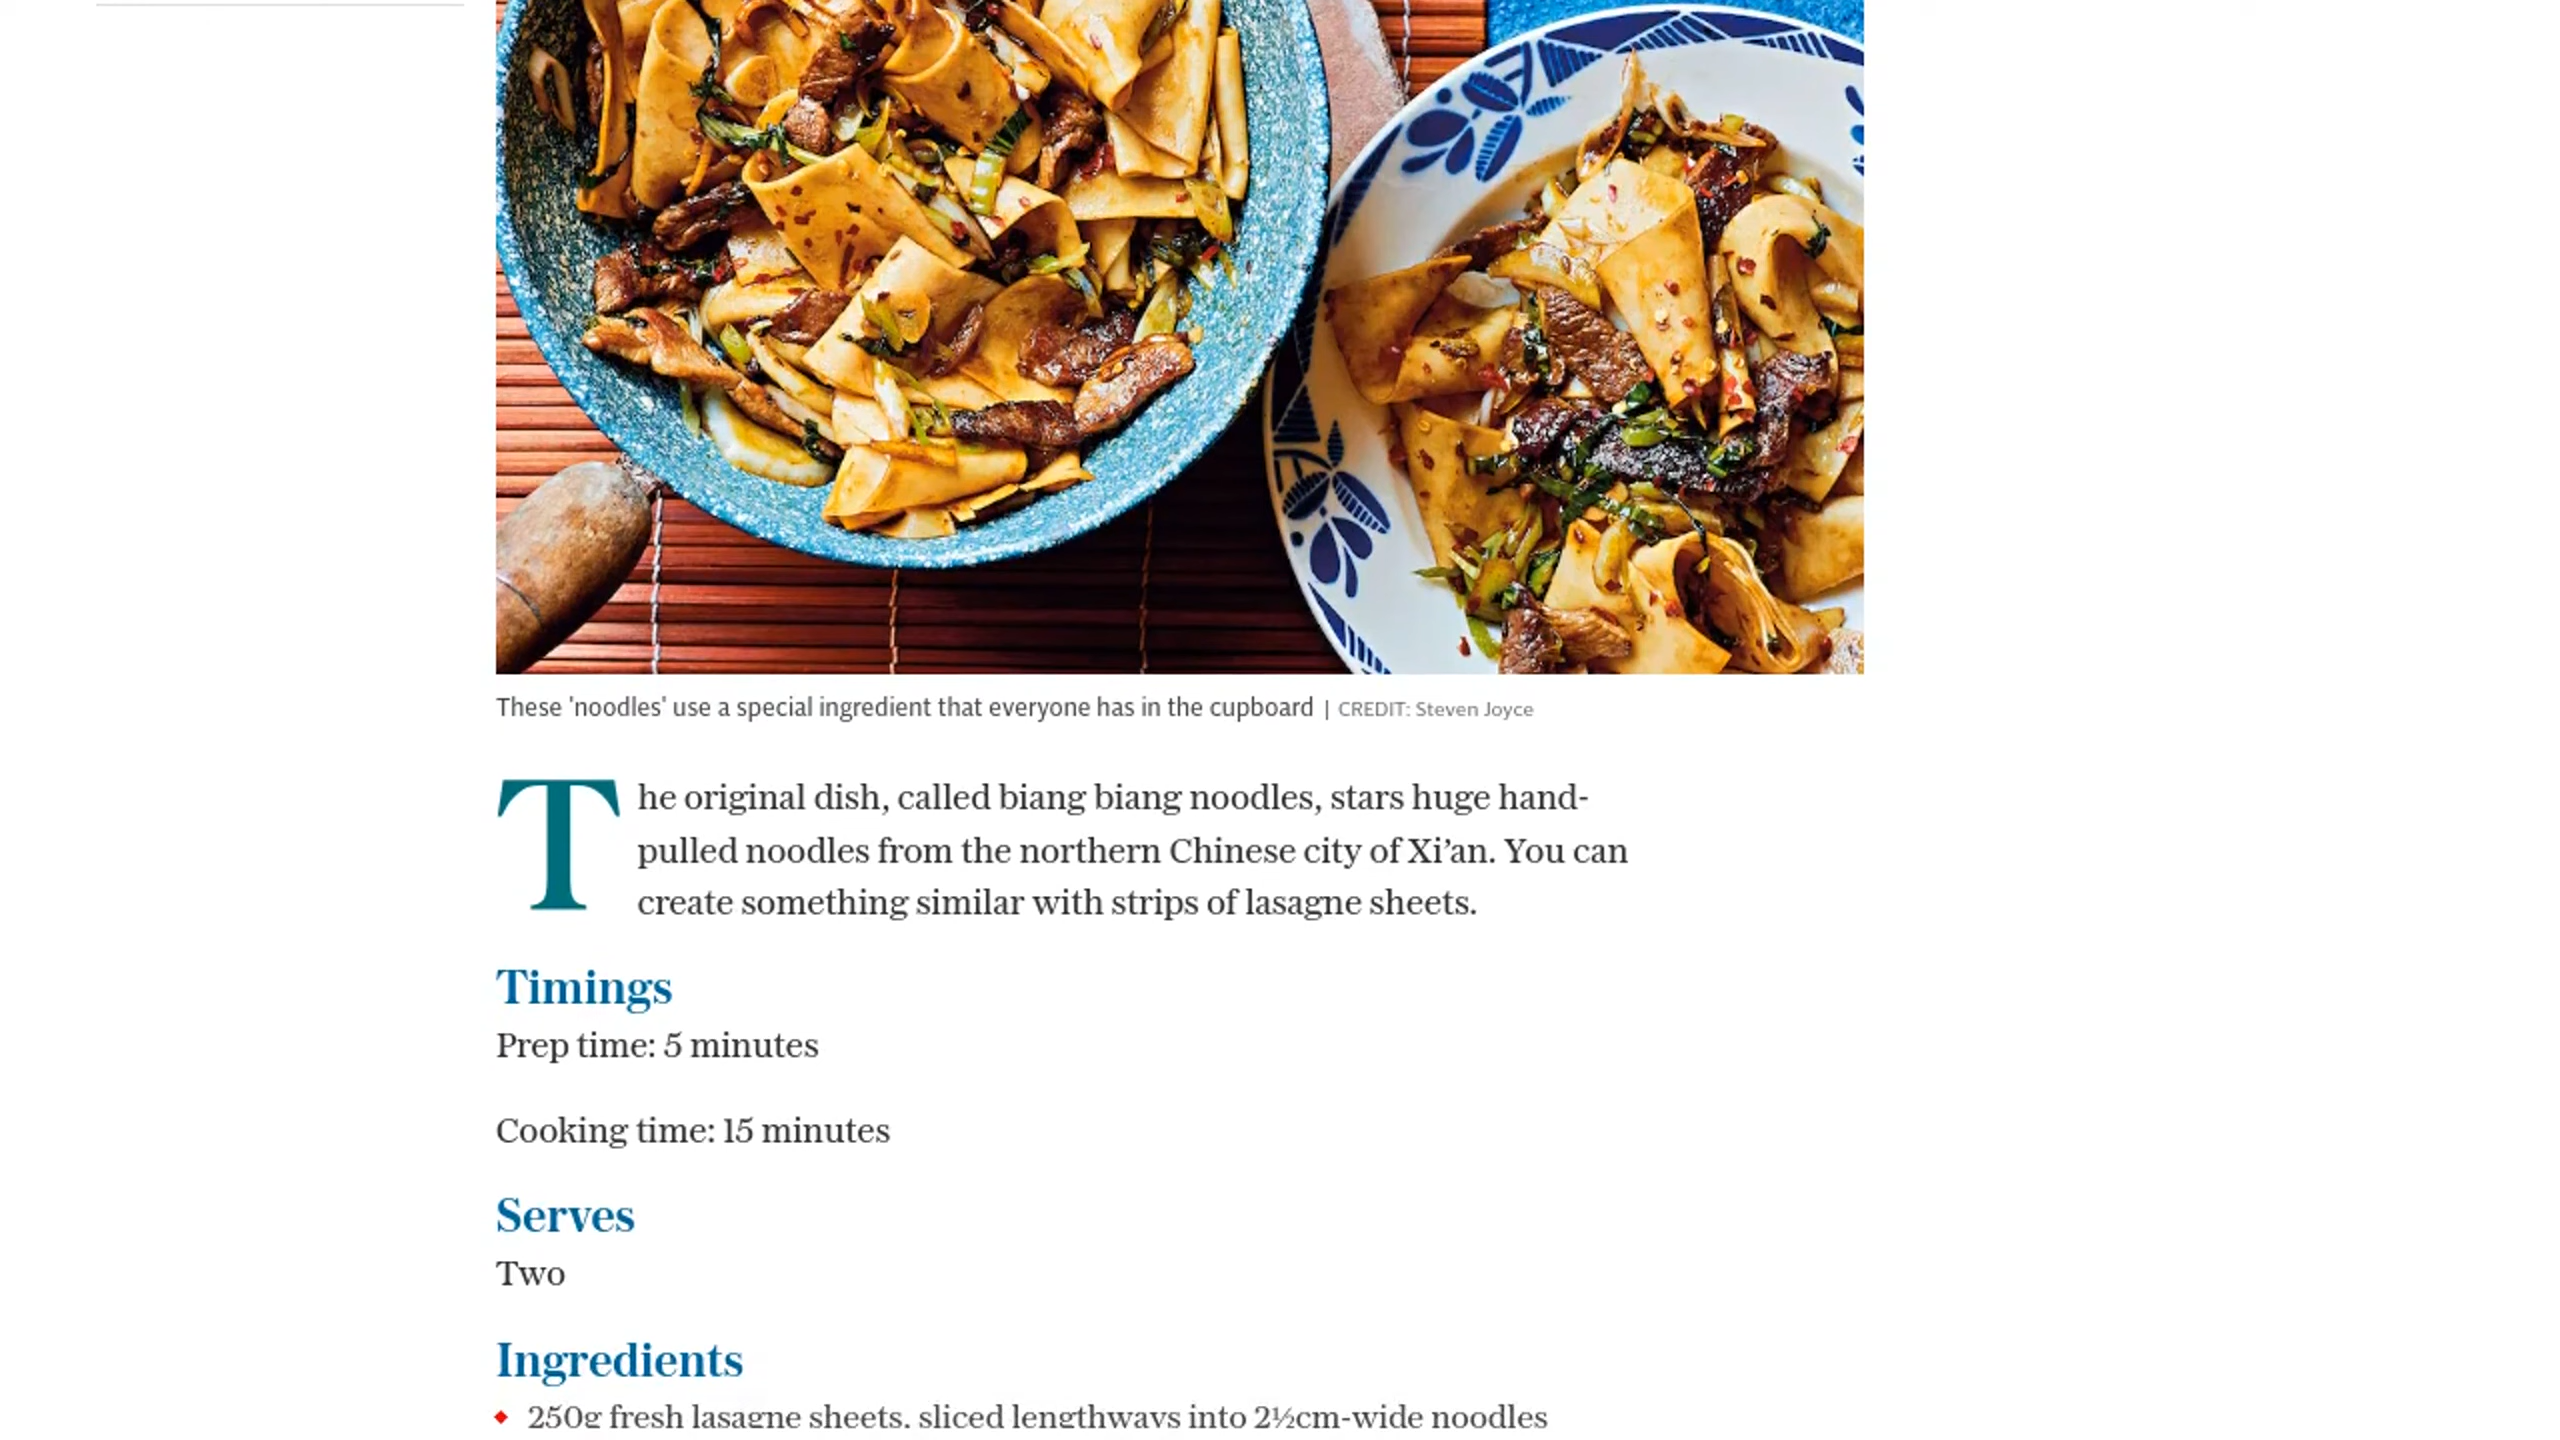 These 'noodles' use a special ingredient that everyone has in the cupboard | CREDIT: Steven Joyce
The original dish, called biang biang noodles, stars huge hand-
pulled noodles from the northern Chinese city of Xi’an. You can
create something similar with strips of lasagne sheets.
Timings
Prep time: 5 minutes
Cooking time: 15 minutes
Serves
Two
Ingredients
250g fresh lasagne sheets, sliced lengthways into 2½cm-wide noodles